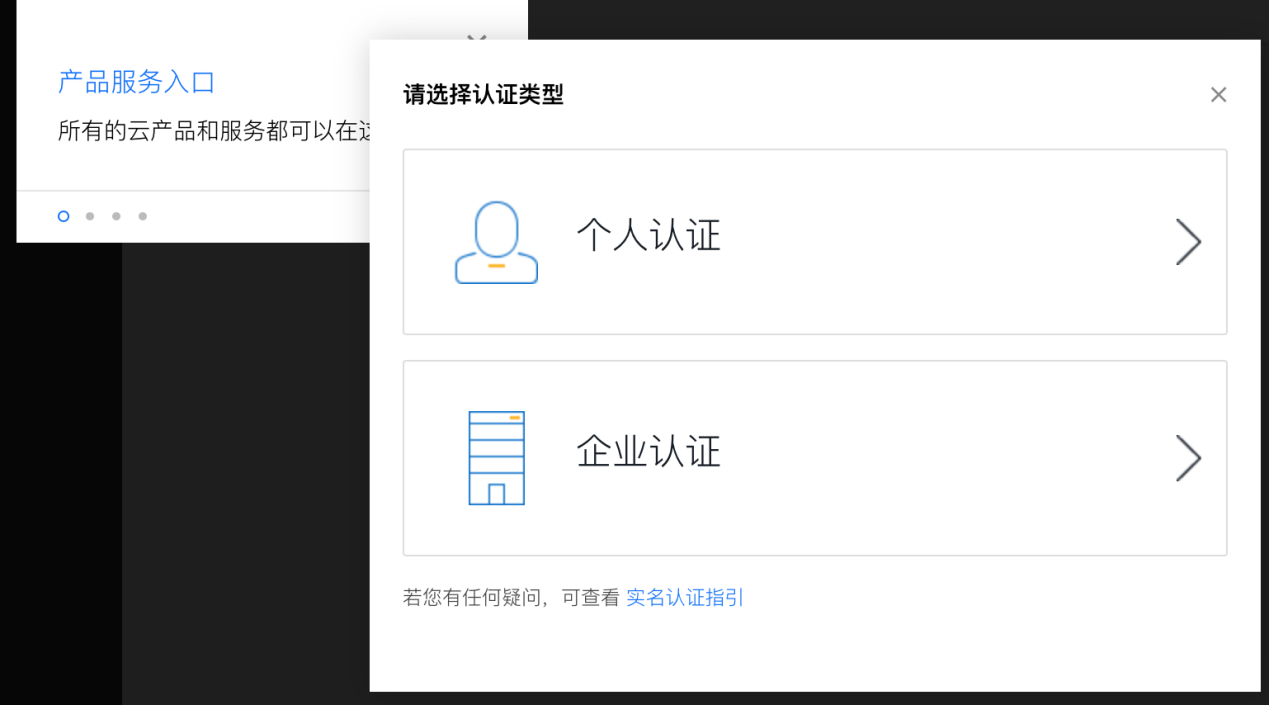 产品服务入口
所有的云产品和服务都可以在
请选择认证类型
个人认证
企业认证
若您有任何疑问，可查看 实名认证指引